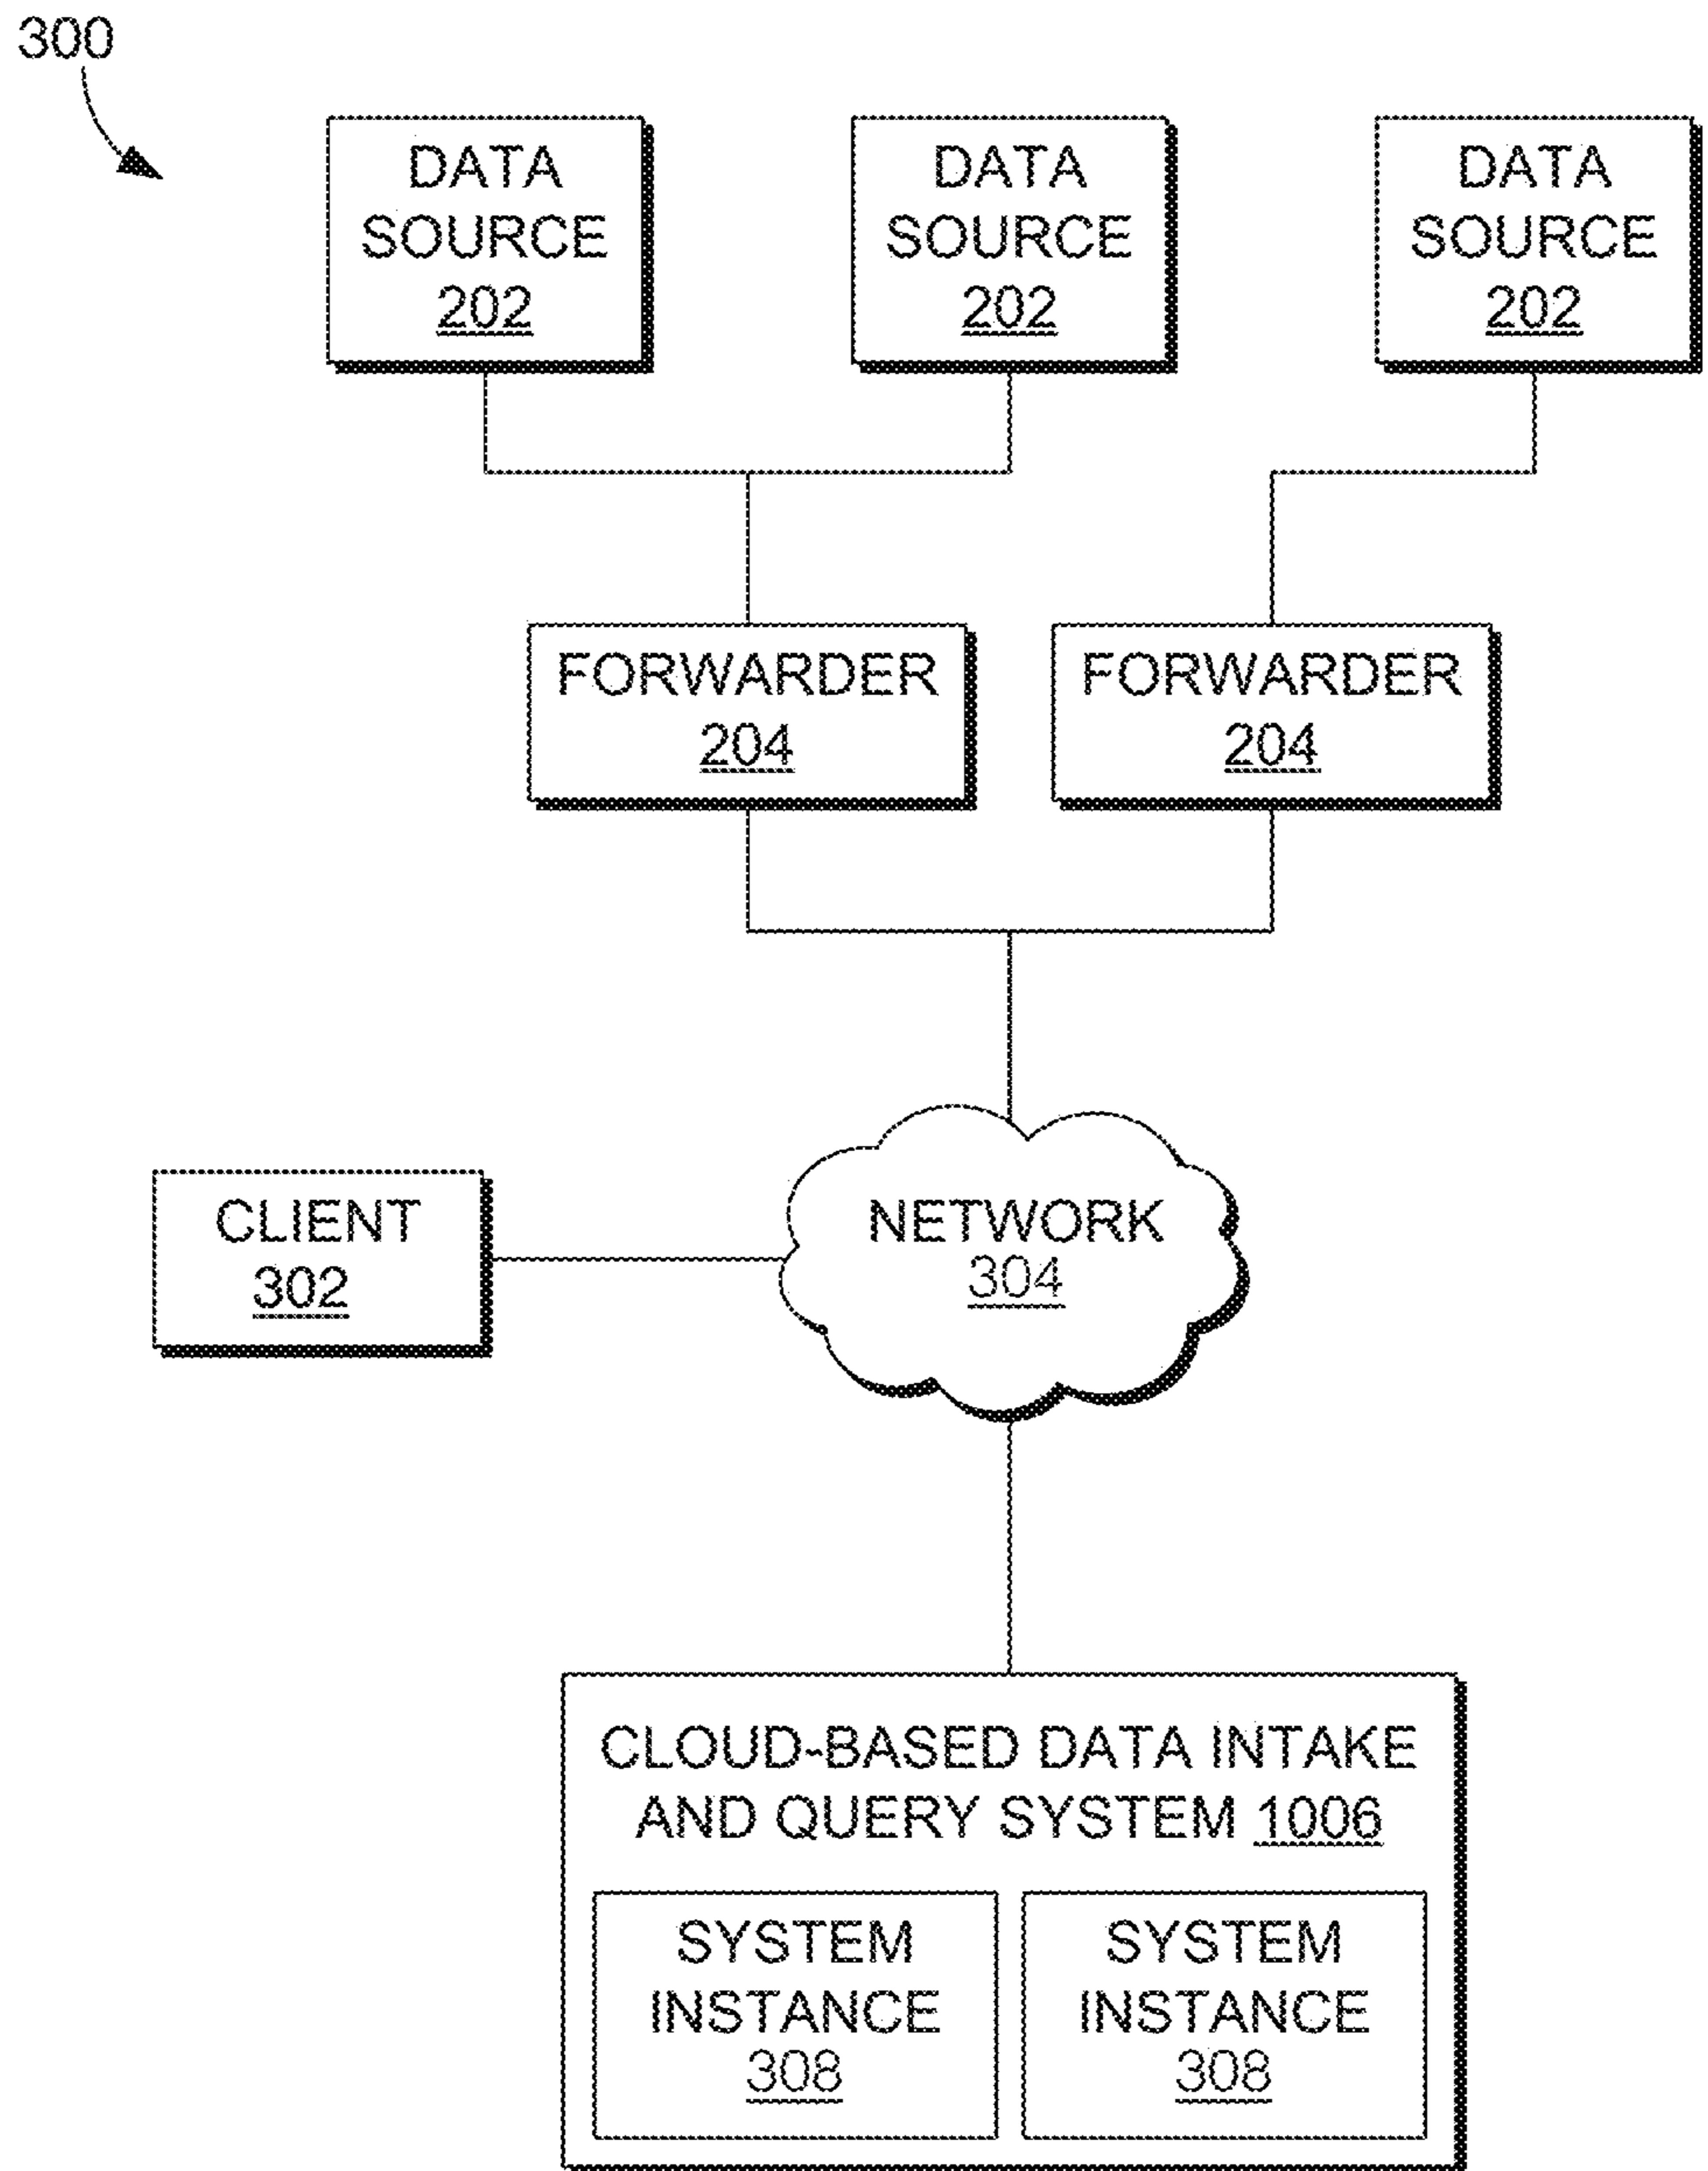 300
DATA
SOURCE
202
DATA
SOURCE
202
DATA
SOURCE
202
FORWARDER
204
FORWARDER
204
CLIENT
302
NETWORK
304
CLOUD-BASED DATA INTAKE
AND QUERY SYSTEM 1006
SYSTEM
INSTANCE
308
SYSTEM
INSTANCE
308